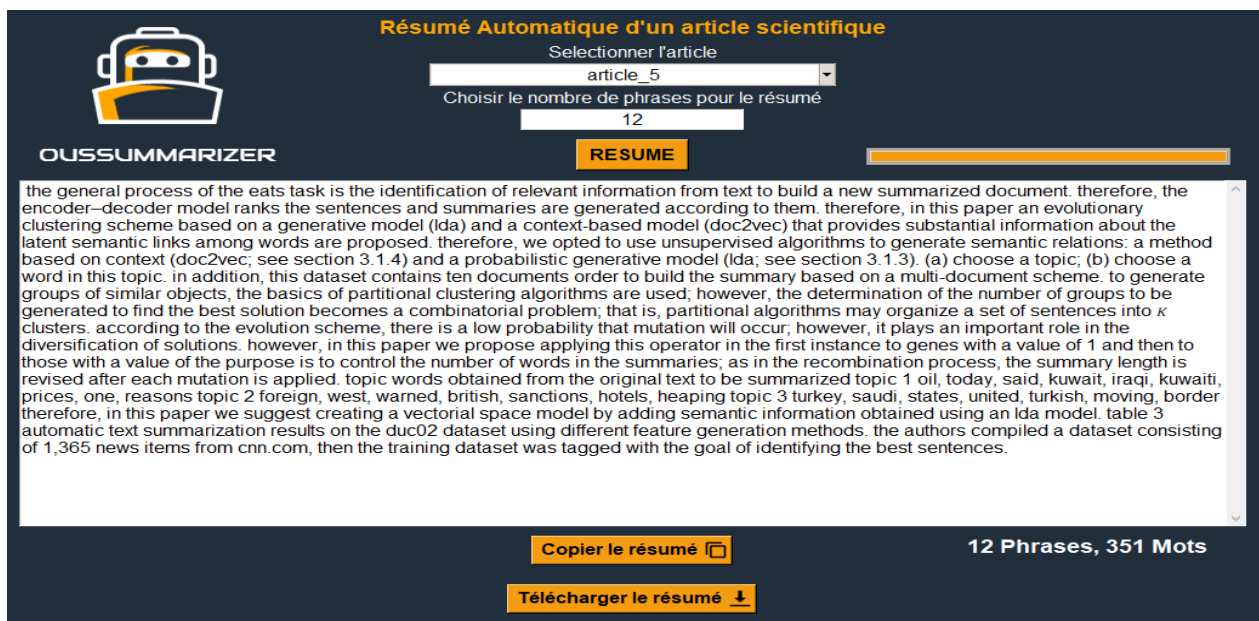 Résumé Automatique d'un article scientifique
Selectionner l'article
article_5
Choisir le nombre de phrases pour le résumé
12
OUSSUMMARIZER
RESUME
the general process of the eats task is the identification of relevant information from text to build a new summarized document. therefore, the
encoder–decoder model ranks the sentences and summaries are generated according to them. therefore, in this paper an evolutionary
clustering scheme based on a generative model (lda) and a context-based model (doc2vec) that provides substantial information about the
latent semantic links among words are proposed. therefore, we opted to use unsupervised algorithms to generate semantic relations: a method
based on context (doc2vec; see section 3.1.4) and a probabilistic generative model (lda; see section 3.1.3). (a) choose a topic; (b) choose a
word in this topic. in addition, this dataset contains ten documents order to build the summary based on a multi-document scheme. to generate
groups of similar objects, the basics of partitional clustering algorithms are used; however, the determination of the number of groups to be
generated to find the best solution becomes a combinatorial problem; that is, partitional algorithms may organize a set of sentences into κ
clusters. according to the evolution scheme, there is a low probability that mutation will occur; however, it plays an important role in the
diversification of solutions. however, in this paper we propose applying this operator in the first instance to genes with a value of 1 and then to
those with a value of the purpose is to control the number of words in the summaries; as in the recombination process, the summary length is
revised after each mutation is applied. topic words obtained from the original text to be summarized topic 1 oil, today, said, kuwait, iraqi, kuwaiti,
prices, one, reasons topic 2 foreign, west, warned, british, sanctions, hotels, heaping topic 3 turkey, saudi, states, united, turkish, moving, border
therefore, in this paper we suggest creating a vectorial space model by adding semantic information obtained using an lda model. table 3
automatic text summarization results on the duc02 dataset using different feature generation methods. the authors compiled a dataset consisting
of 1,365 news items from cnn.com, then the training dataset was tagged with the goal of identifying the best sentences.
Copier le résumé
12 Phrases, 351 Mots
Télécharger le résumé